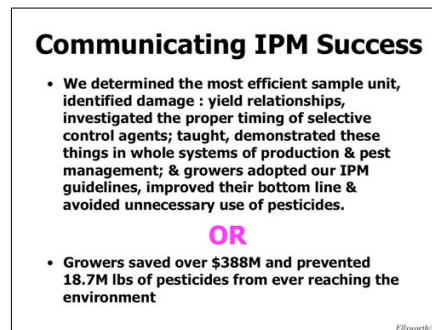 Communicating IPM Success
• We determined the most efficient sample unit,
identified damage : yield relationships,
investigated the proper timing of selective
control agents; taught, demonstrated these
things in whole systems of production & pest
management; & growers adopted our IPM
guidelines, improved their bottom line &
avoided unnecessary use of pesticides.
OR
• Growers saved over $388M and prevented
18.7M lbs of pesticides from ever reaching the
environment
Ellsworth/